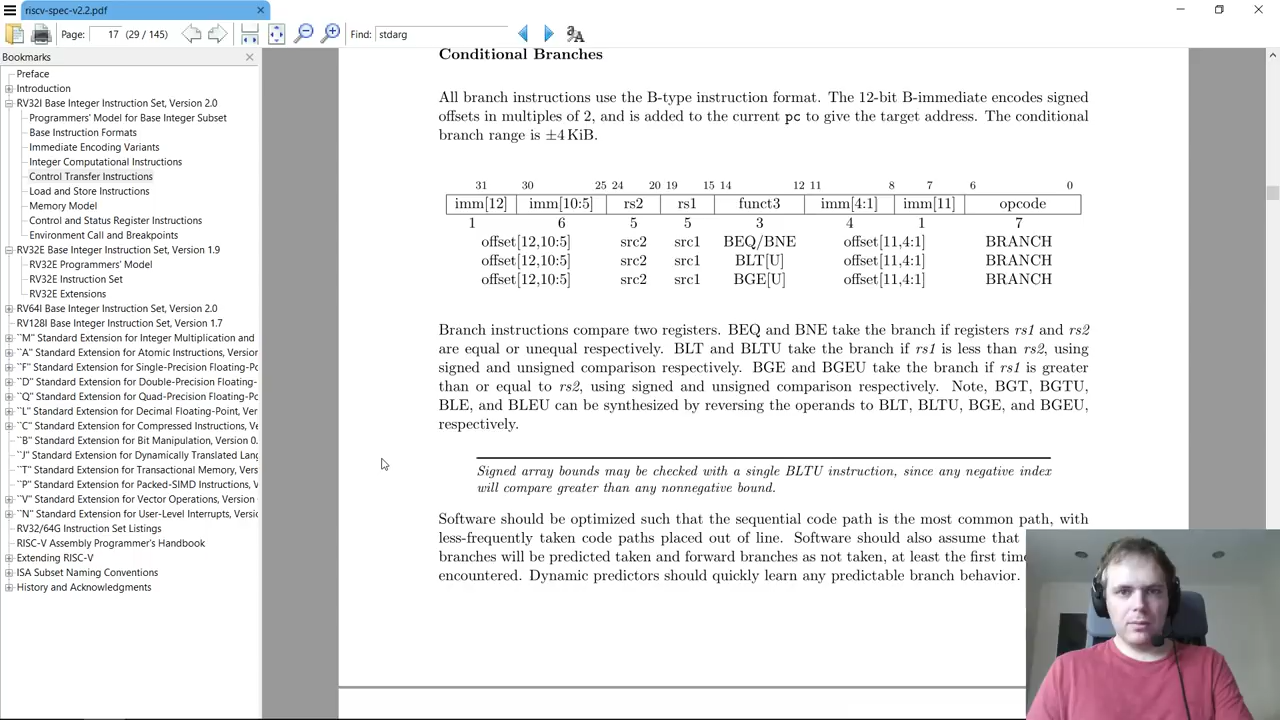 riscv-spec-v2.2.pdf
Page: 17 (29 / 145) Find: stdarg
Bookmarks
Preface
Introduction
RV32I Base Integer Instruction Set, Version 2.0
Programmers' Model for Base Integer Subset
Base Instruction Formats
Immediate Encoding Variants
Integer Computational Instructions
Control Transfer Instructions
Load and Store Instructions
Memory Model
Control and Status Register Instructions
Environment Call and Breakpoints
RV32E Base Integer Instruction Set, Version 1.9
RV32E Programmers' Model
RV32E Instruction Set
RV32E Extensions
RV64I Base Integer Instruction Set, Version 2.0
RV128I Base Integer Instruction Set, Version 1.7
``M'' Standard Extension for Integer Multiplication and
``A'' Standard Extension for Atomic Instructions, Version
``F'' Standard Extension for Single-Precision Floating-Po
``D'' Standard Extension for Double-Precision Floating-
``Q'' Standard Extension for Quad-Precision Floating-Po
``L'' Standard Extension for Decimal Floating-Point, Ver
``C'' Standard Extension for Compressed Instructions, Ve
``B'' Standard Extension for Bit Manipulation, Version 0.
``J'' Standard Extension for Dynamically Translated Lang
``T'' Standard Extension for Transactional Memory, Vers
``P'' Standard Extension for Packed-SIMD Instructions, V
``V'' Standard Extension for Vector Operations, Version
``N'' Standard Extension for User-Level Interrupts, Versio
RV32/64G Instruction Set Listings
RISC-V Assembly Programmer's Handbook
Extending RISC-V
ISA Subset Naming Conventions
History and Acknowledgments
Conditional Branches
All branch instructions use the B-type instruction format. The 12-bit B-immediate encodes signed
offsets in multiples of 2, and is added to the current pc to give the target address. The conditional
branch range is ±4 KiB.
31 30 25 24 20 19 15 14 12 11 8 7 6 0
imm[12] imm[10:5] rs2 rs1 funct3 imm[4:1] imm[11] opcode
1 6 5 5 3 4 1 7
offset[12,10:5] src2 src1 BEQ/BNE offset[11,4:1] BRANCH
offset[12,10:5] src2 src1 BLT[U] offset[11,4:1] BRANCH
offset[12,10:5] src2 src1 BGE[U] offset[11,4:1] BRANCH
Branch instructions compare two registers. BEQ and BNE take the branch if registers rs1 and rs2
are equal or unequal respectively. BLT and BLTU take the branch if rs1 is less than rs2, using
signed and unsigned comparison respectively. BGE and BGEU take the branch if rs1 is greater
than or equal to rs2, using signed and unsigned comparison respectively. Note, BGT, BGTU,
BLE, and BLEU can be synthesized by reversing the operands to BLT, BLTU, BGE, and BGEU,
respectively.
Signed array bounds may be checked with a single BLTU instruction, since any negative index
will compare greater than any nonnegative bound.
Software should be optimized such that the sequential code path is the most common path, with
less-frequently taken code paths placed out of line. Software should also assume that
branches will be predicted taken and forward branches as not taken, at least the first time
encountered. Dynamic predictors should quickly learn any predictable branch behavior.